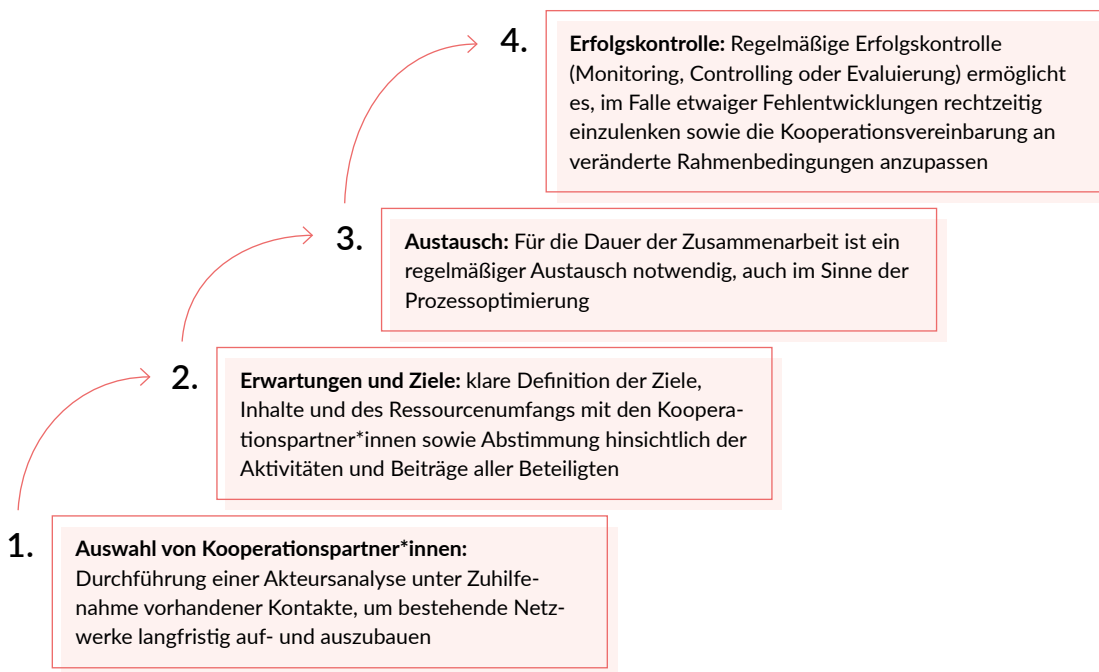 4.
Erfolgskontrolle: Regelmäßige Erfolgskontrolle
(Monitoring, Controlling oder Evaluierung) ermöglicht
es, im Falle etwaiger Fehlentwicklungen rechtzeitig
einzulenken sowie die Kooperationsvereinbarung an
veränderte Rahmenbedingungen anzupassen
3.
Austausch: Für die Dauer der Zusammenarbeit ist ein
regelmäßiger Austausch notwendig, auch im Sinne der
Prozessoptimierung
2.
Erwartungen und Ziele: klare Definition der Ziele,
Inhalte und des Ressourcenumfangs mit den Koopera-
tionspartner*innen sowie Abstimmung hinsichtlich der
Aktivitäten und Beiträge aller Beteiligten
1.
Auswahl von Kooperationspartner*innen:
Durchführung einer Akteursanalyse unter Zuhilfe-
nahme vorhandener Kontakte, um bestehende Netz-
werke langfristig auf- und auszubauen